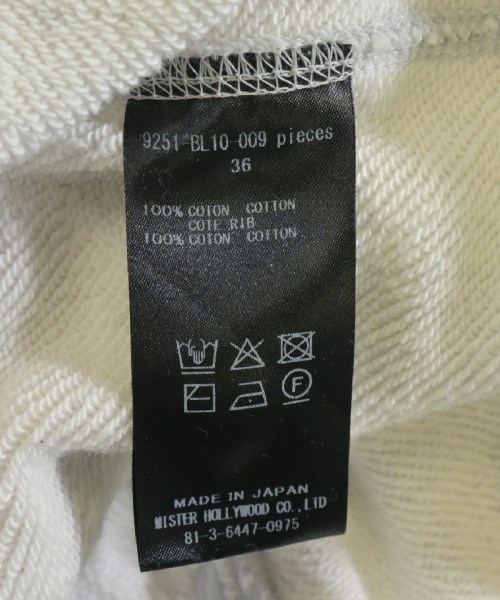 9251-BL10-009 pieces
36
100% COTON COTTON
COTE RIB
100% COTON COTTON
F
MADE IN JAPAN
MISTER HOLLYWOOD CO.,LTD
81-3-6447-0975